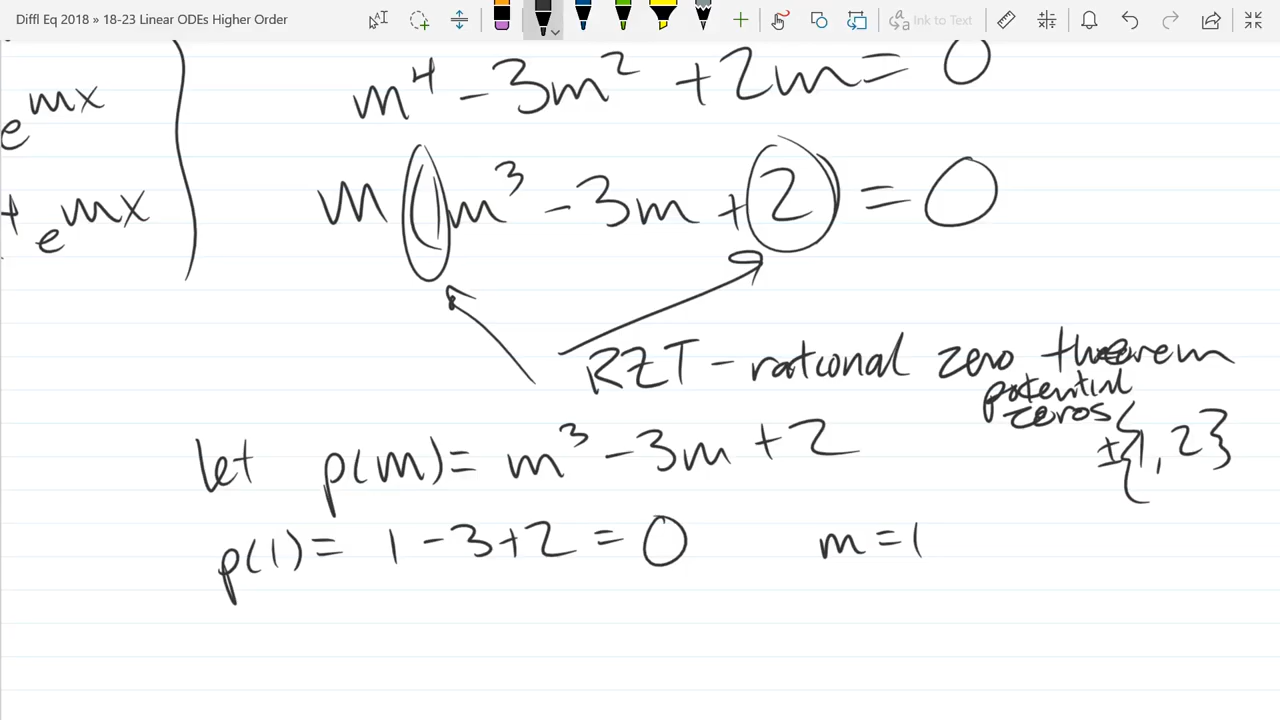 Diffl Eq 2018 » 18-23 Linear ODEs Higher Order
Ink to Text
e^{mx}
m⁴ - 3m² + 2m = 0
+ e^{mx}
m(m³ - 3m + 2) = 0
RZT - rational zero theorem
potential
zeros
± {1, 2}
let p(m) = m³ - 3m + 2
p(1) = 1 - 3 + 2 = 0 m = 1